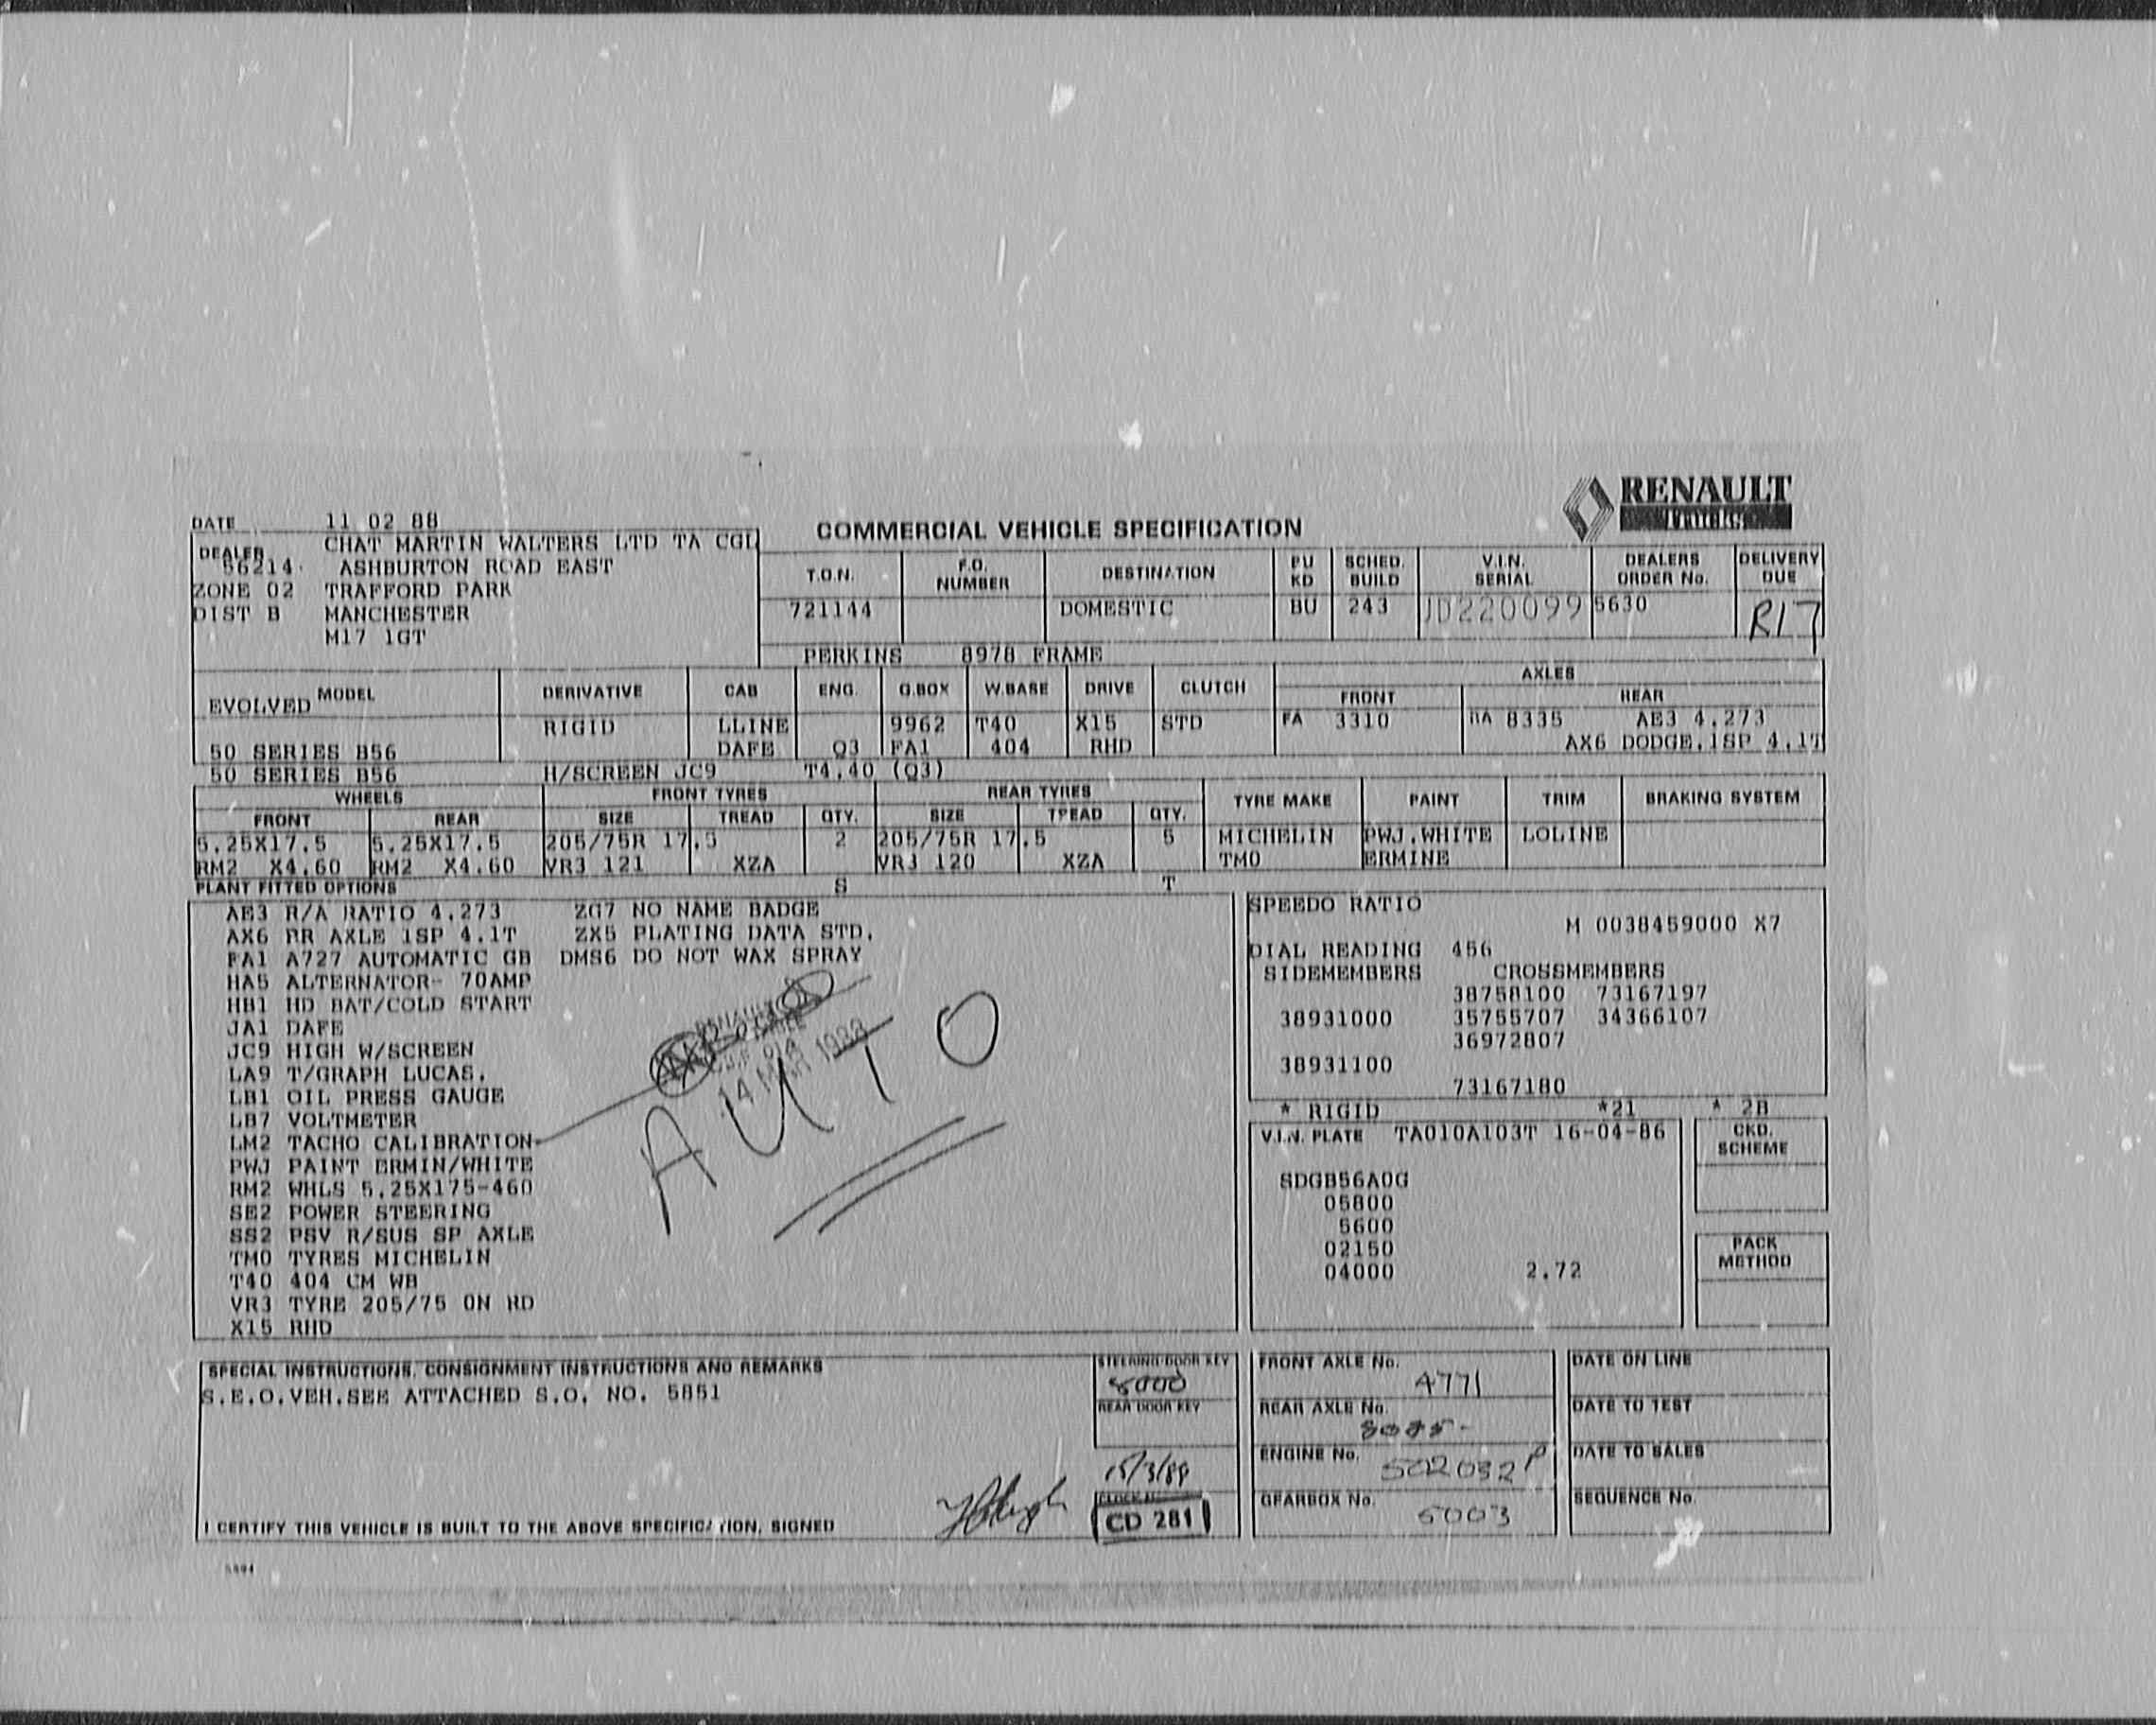 RENAULT
Trucks
DATE 11 02 88
COMMERCIAL VEHICLE SPECIFICATION
DEALER CHAT MARTIN WALTERS LTD TA CGL
56214 ASHBURTON ROAD EAST
ZONE 02 TRAFFORD PARK
DIST B MANCHESTER
M17 1GT
T.O.N. F.O. NUMBER DESTINATION BU KD SCHED. BUILD V.I.N. SERIAL DEALERS ORDER No. DELIVERY DUE
721144 DOMESTIC BU 243 JD220099 5630 R17
PERKINS 8978 FRAME
MODEL DERIVATIVE CAB ENG. G.BOX W.BASE DRIVE CLUTCH AXLES
FRONT REAR
EVOLVED RIGID LLINE 9962 T40 X15 STD FA 3310 RA 8335 AE3 4.273
50 SERIES B56 DAFE Q3 FA1 404 RHD AX6 DODGE.1SP 4.1T
50 SERIES B56 H/SCREEN JC9 T4.40 (Q3)
WHEELS FRONT TYRES REAR TYRES TYRE MAKE PAINT TRIM BRAKING SYSTEM
FRONT REAR SIZE TREAD QTY. SIZE TREAD QTY.
5.25X17.5 5.25X17.5 205/75R 17.5 2 205/75R 17.5 5 MICHELIN PWJ.WHITE LOLINE
RM2 X4.60 RM2 X4.60 VR3 121 XZA VR3 120 XZA TM0 ERMINE
PLANT FITTED OPTIONS S T
AE3 R/A RATIO 4.273 ZG7 NO NAME BADGE
AX6 RR AXLE 1SP 4.1T ZX5 PLATING DATA STD.
FA1 A727 AUTOMATIC GB DMS6 DO NOT WAX SPRAY
HA5 ALTERNATOR- 70AMP
HB1 HD BAT/COLD START
JA1 DAFE
JC9 HIGH W/SCREEN
LA9 T/GRAPH LUCAS.
LB1 OIL PRESS GAUGE
LB7 VOLTMETER
LM2 TACHO CALIBRATION
PWJ PAINT ERMIN/WHITE
RM2 WHLS 5.25X175-460
SE2 POWER STEERING
SS2 PSV R/SUS SP AXLE
TM0 TYRES MICHELIN
T40 404 CM WB
VR3 TYRE 205/75 ON RD
X15 RHD
14 MAR 1988
AUTO
SPEEDO RATIO
M 0038459000 X7
DIAL READING 456
SIDEMEMBERS CROSSMEMBERS
38758100 73167197
38931000 35755707 34366107
36972807
38931100
73167180
* RIGID *21 * 2B
V.I.N. PLATE TA010A103T 16-04-86
CKD. SCHEME
SDGB56A0G
05800
5600
02150
04000 2.72
PACK METHOD
SPECIAL INSTRUCTIONS, CONSIGNMENT INSTRUCTIONS AND REMARKS
S.E.O.VEH.SEE ATTACHED S.O. NO. 5851
STEERING/DOOR KEY
8000
REAR DOOR KEY
15/3/88
CD 281
I CERTIFY THIS VEHICLE IS BUILT TO THE ABOVE SPECIFICATION, SIGNED
FRONT AXLE No. 4771
REAR AXLE No.
ENGINE No. 502032P
GEARBOX No. 5003
DATE ON LINE
DATE TO TEST
DATE TO SALES
SEQUENCE No.